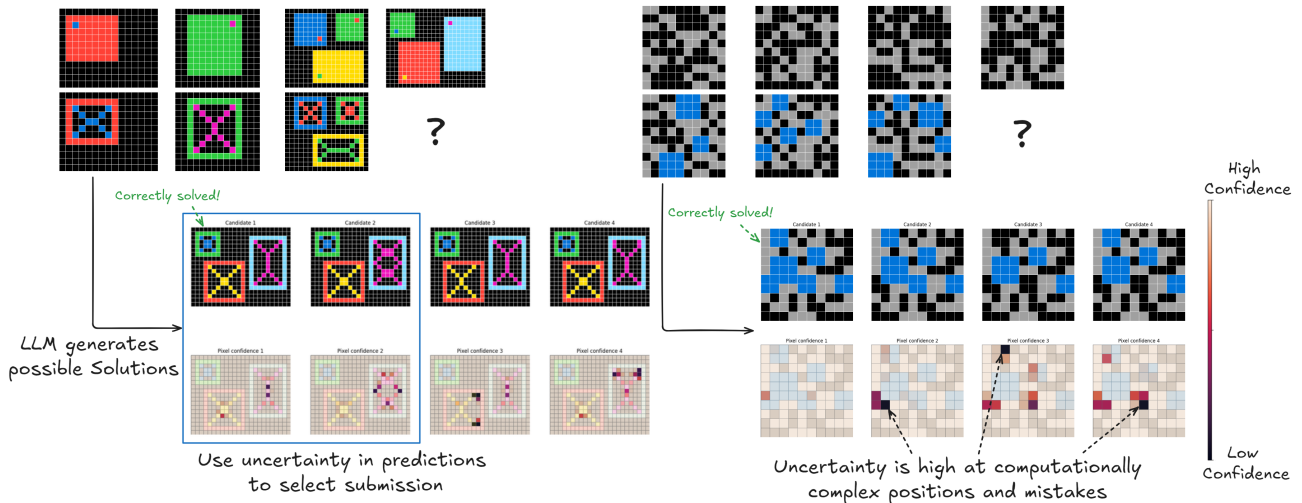 ?
?
High
Confidence
Correctly solved!
Candidate 1
Candidate 2
Candidate 3
Candidate 4
LLM generates
possible Solutions
Pixel confidence 1
Pixel confidence 2
Pixel confidence 3
Pixel confidence 4
Use uncertainty in predictions
to select submission
Correctly solved!
Candidate 1
Candidate 2
Candidate 3
Candidate 4
Pixel confidence 1
Pixel confidence 2
Pixel confidence 3
Pixel confidence 4
Uncertainty is high at computationally
complex positions and mistakes
Low
Confidence